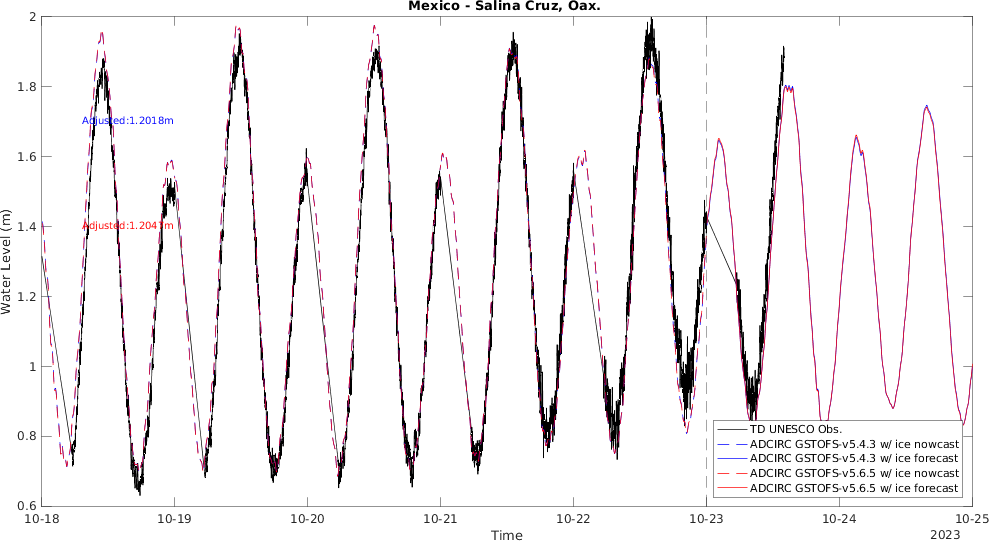 Mexico - Salina Cruz, Oax.
2
1.8
1.6
1.4
1.2
1
0.8
0.6
Water Level (m)
Adjusted:1.2018m
Adjusted:1.2047m
TD UNESCO Obs.
ADCIRC GSTOFS-v5.4.3 w/ ice nowcast
ADCIRC GSTOFS-v5.4.3 w/ ice forecast
ADCIRC GSTOFS-v5.6.5 w/ ice nowcast
ADCIRC GSTOFS-v5.6.5 w/ ice forecast
10-18 10-19 10-20 10-21 10-22 10-23 10-24 10-25
Time
2023